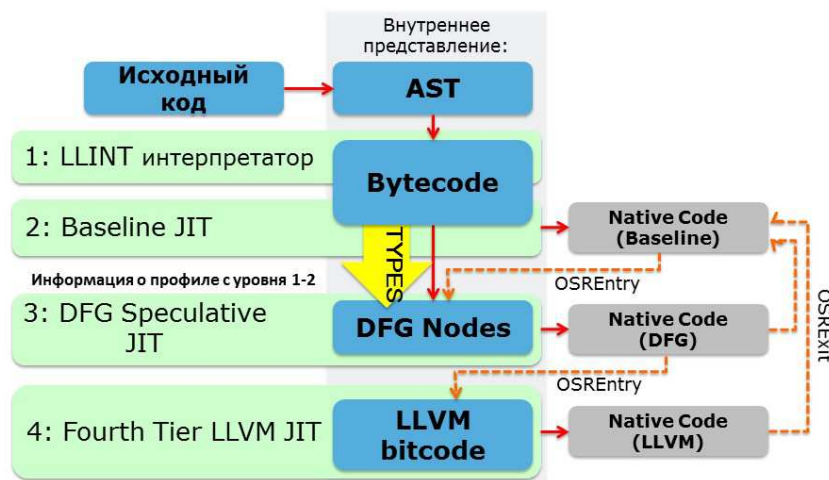 Внутреннее
представление:
Исходный
код
AST
1: LLINT интерпретатор
Bytecode
2: Baseline JIT
Native Code
(Baseline)
TYPES
Информация о профиле с уровня 1-2
OSREntry
3: DFG Speculative
JIT
DFG Nodes
Native Code
(DFG)
OSRExit
OSREntry
4: Fourth Tier LLVM JIT
LLVM
bitcode
Native Code
(LLVM)